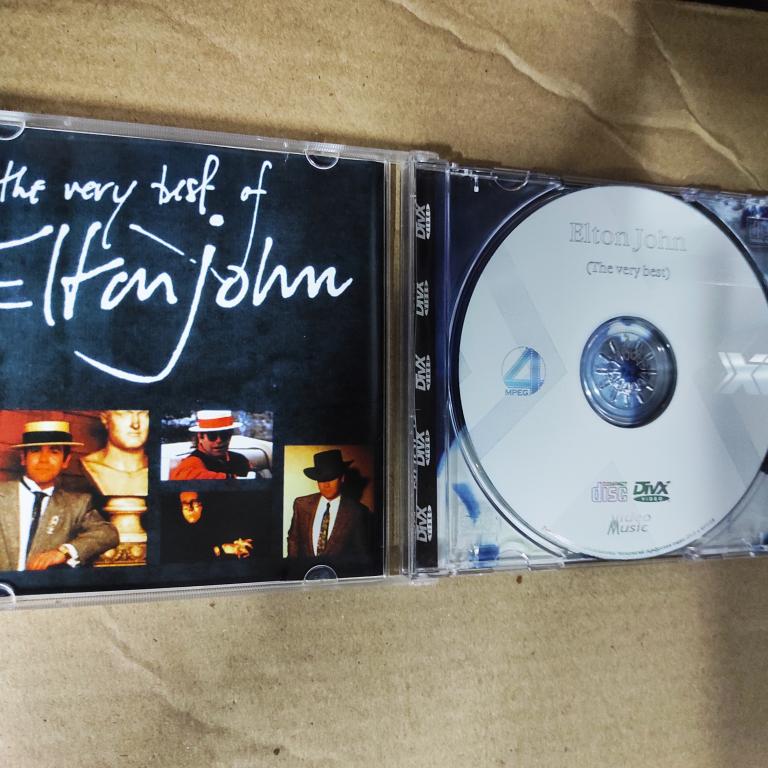 the very best of
Elton John
DivX
DivX
DivX
DivX
DivX
Elton John
(The very best)
4
MPEG
disc
DivX
VIDEO
Video
Music